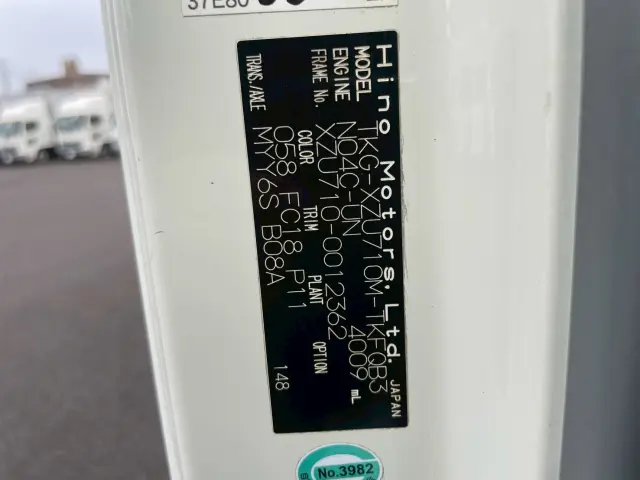 37E80
Hino Motors, Ltd. JAPAN
MODEL TKG-XZU710M-TKFQB3
ENGINE N04C-UN 4009 mL
FRAME No. XZU710-0012362
COLOR TRIM PLANT OPTION
058 FC18 P11
TRANS./AXLE MYY6S B08A 148
No.3982